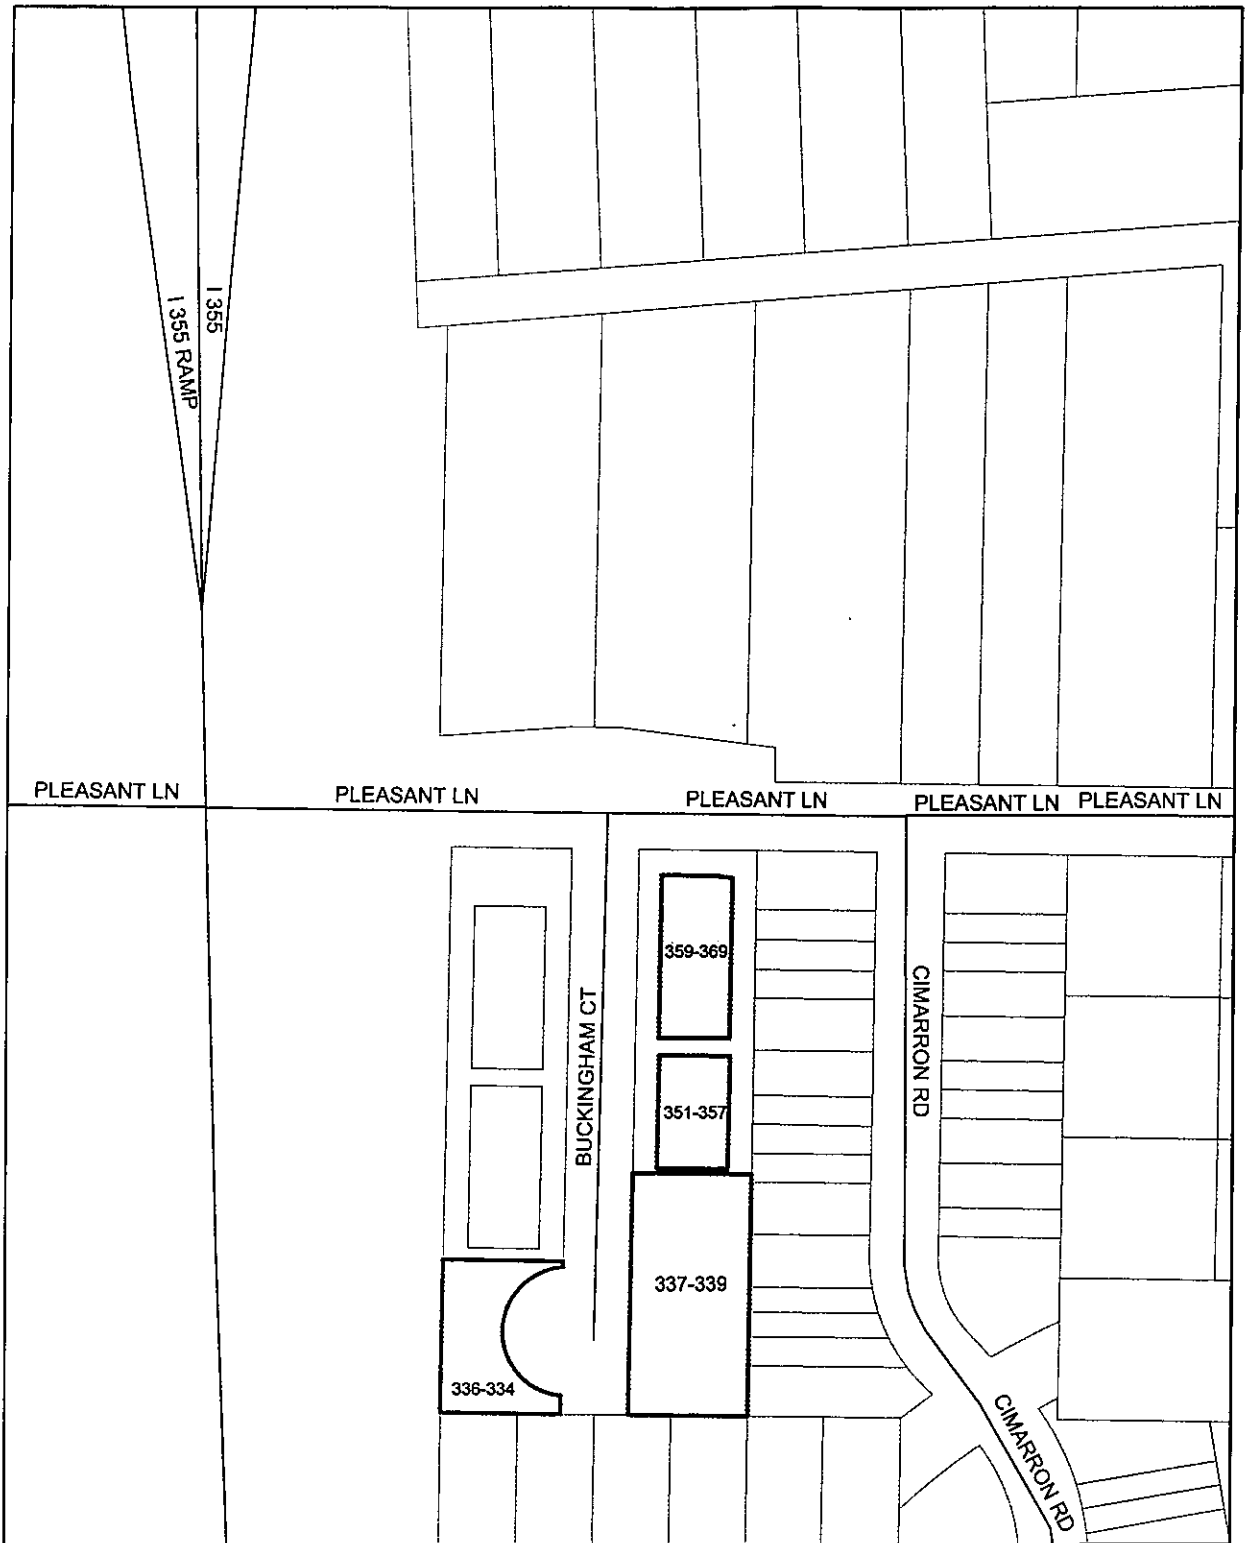 I 355
I 355 RAMP
PLEASANT LN
PLEASANT LN
PLEASANT LN
PLEASANT LN
PLEASANT LN
359-369
CIMARRON RD
BUCKINGHAM CT
351-357
337-339
336-334
CIMARRON RD